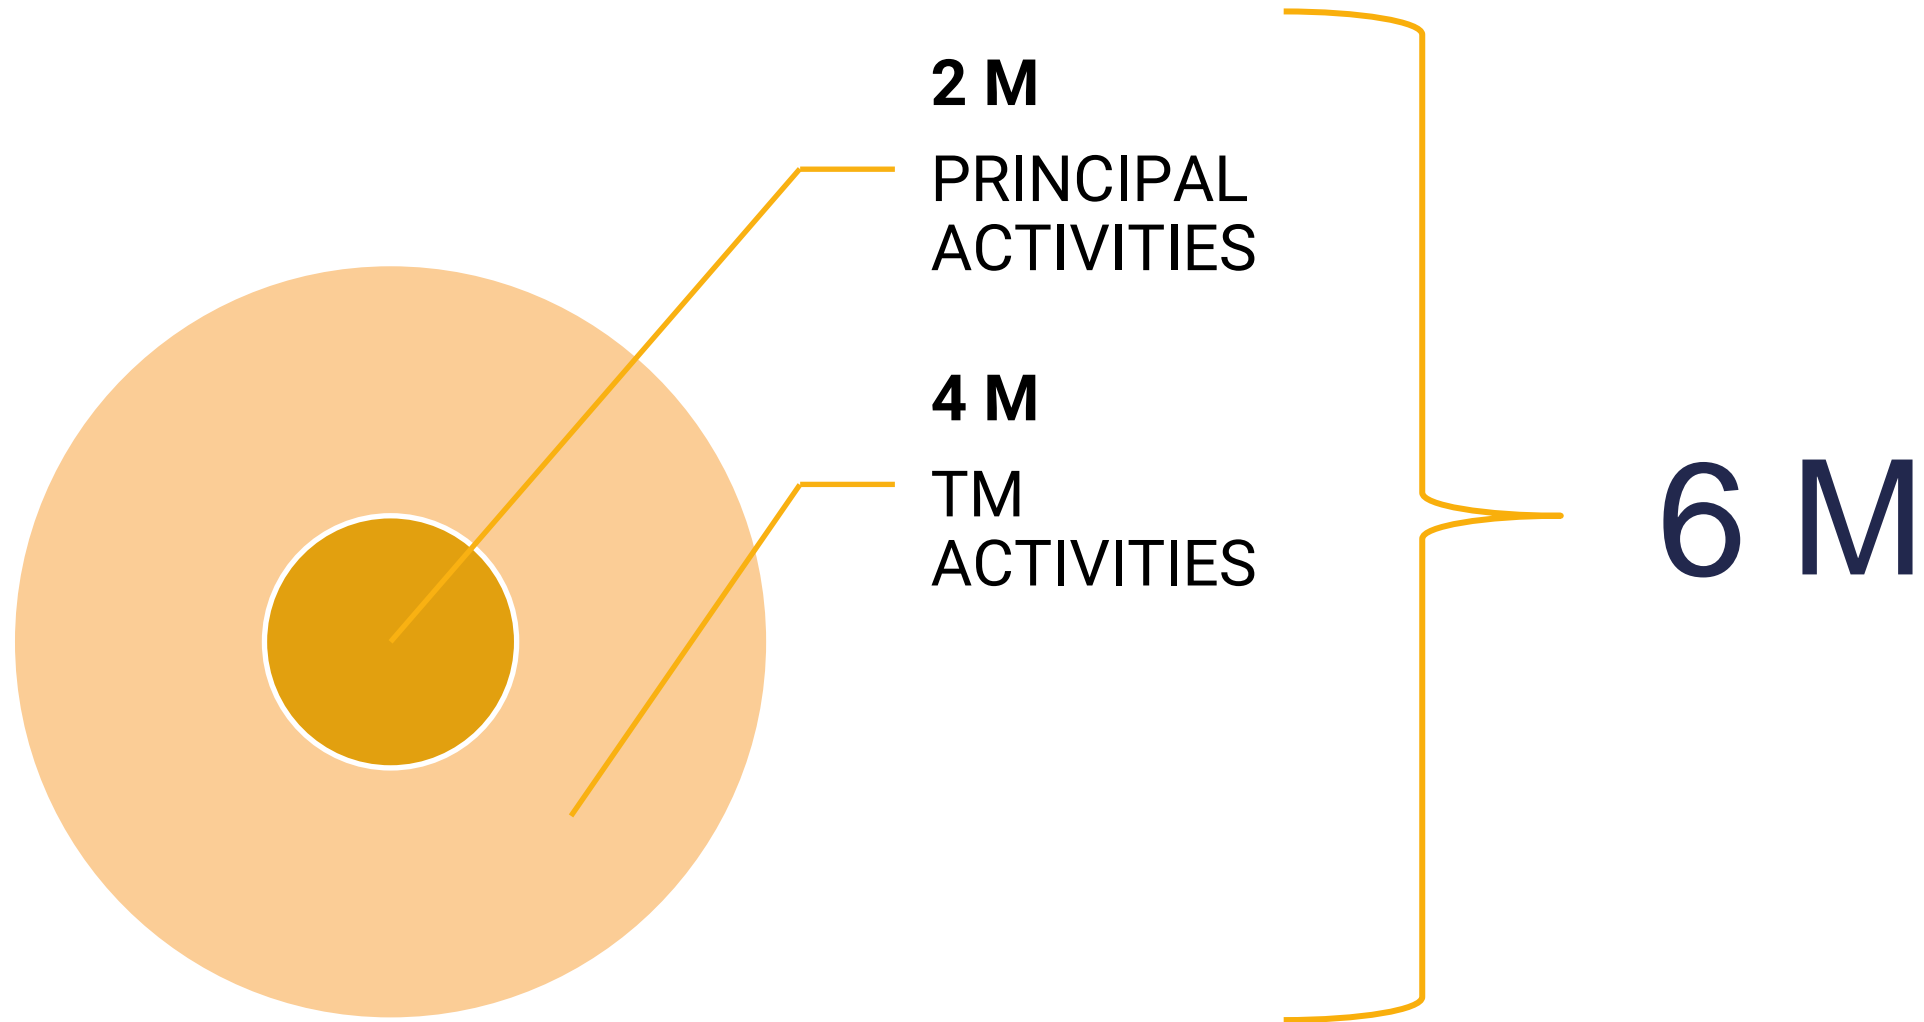 2 M
PRINCIPAL
ACTIVITIES
4 M
TM
ACTIVITIES
6 M